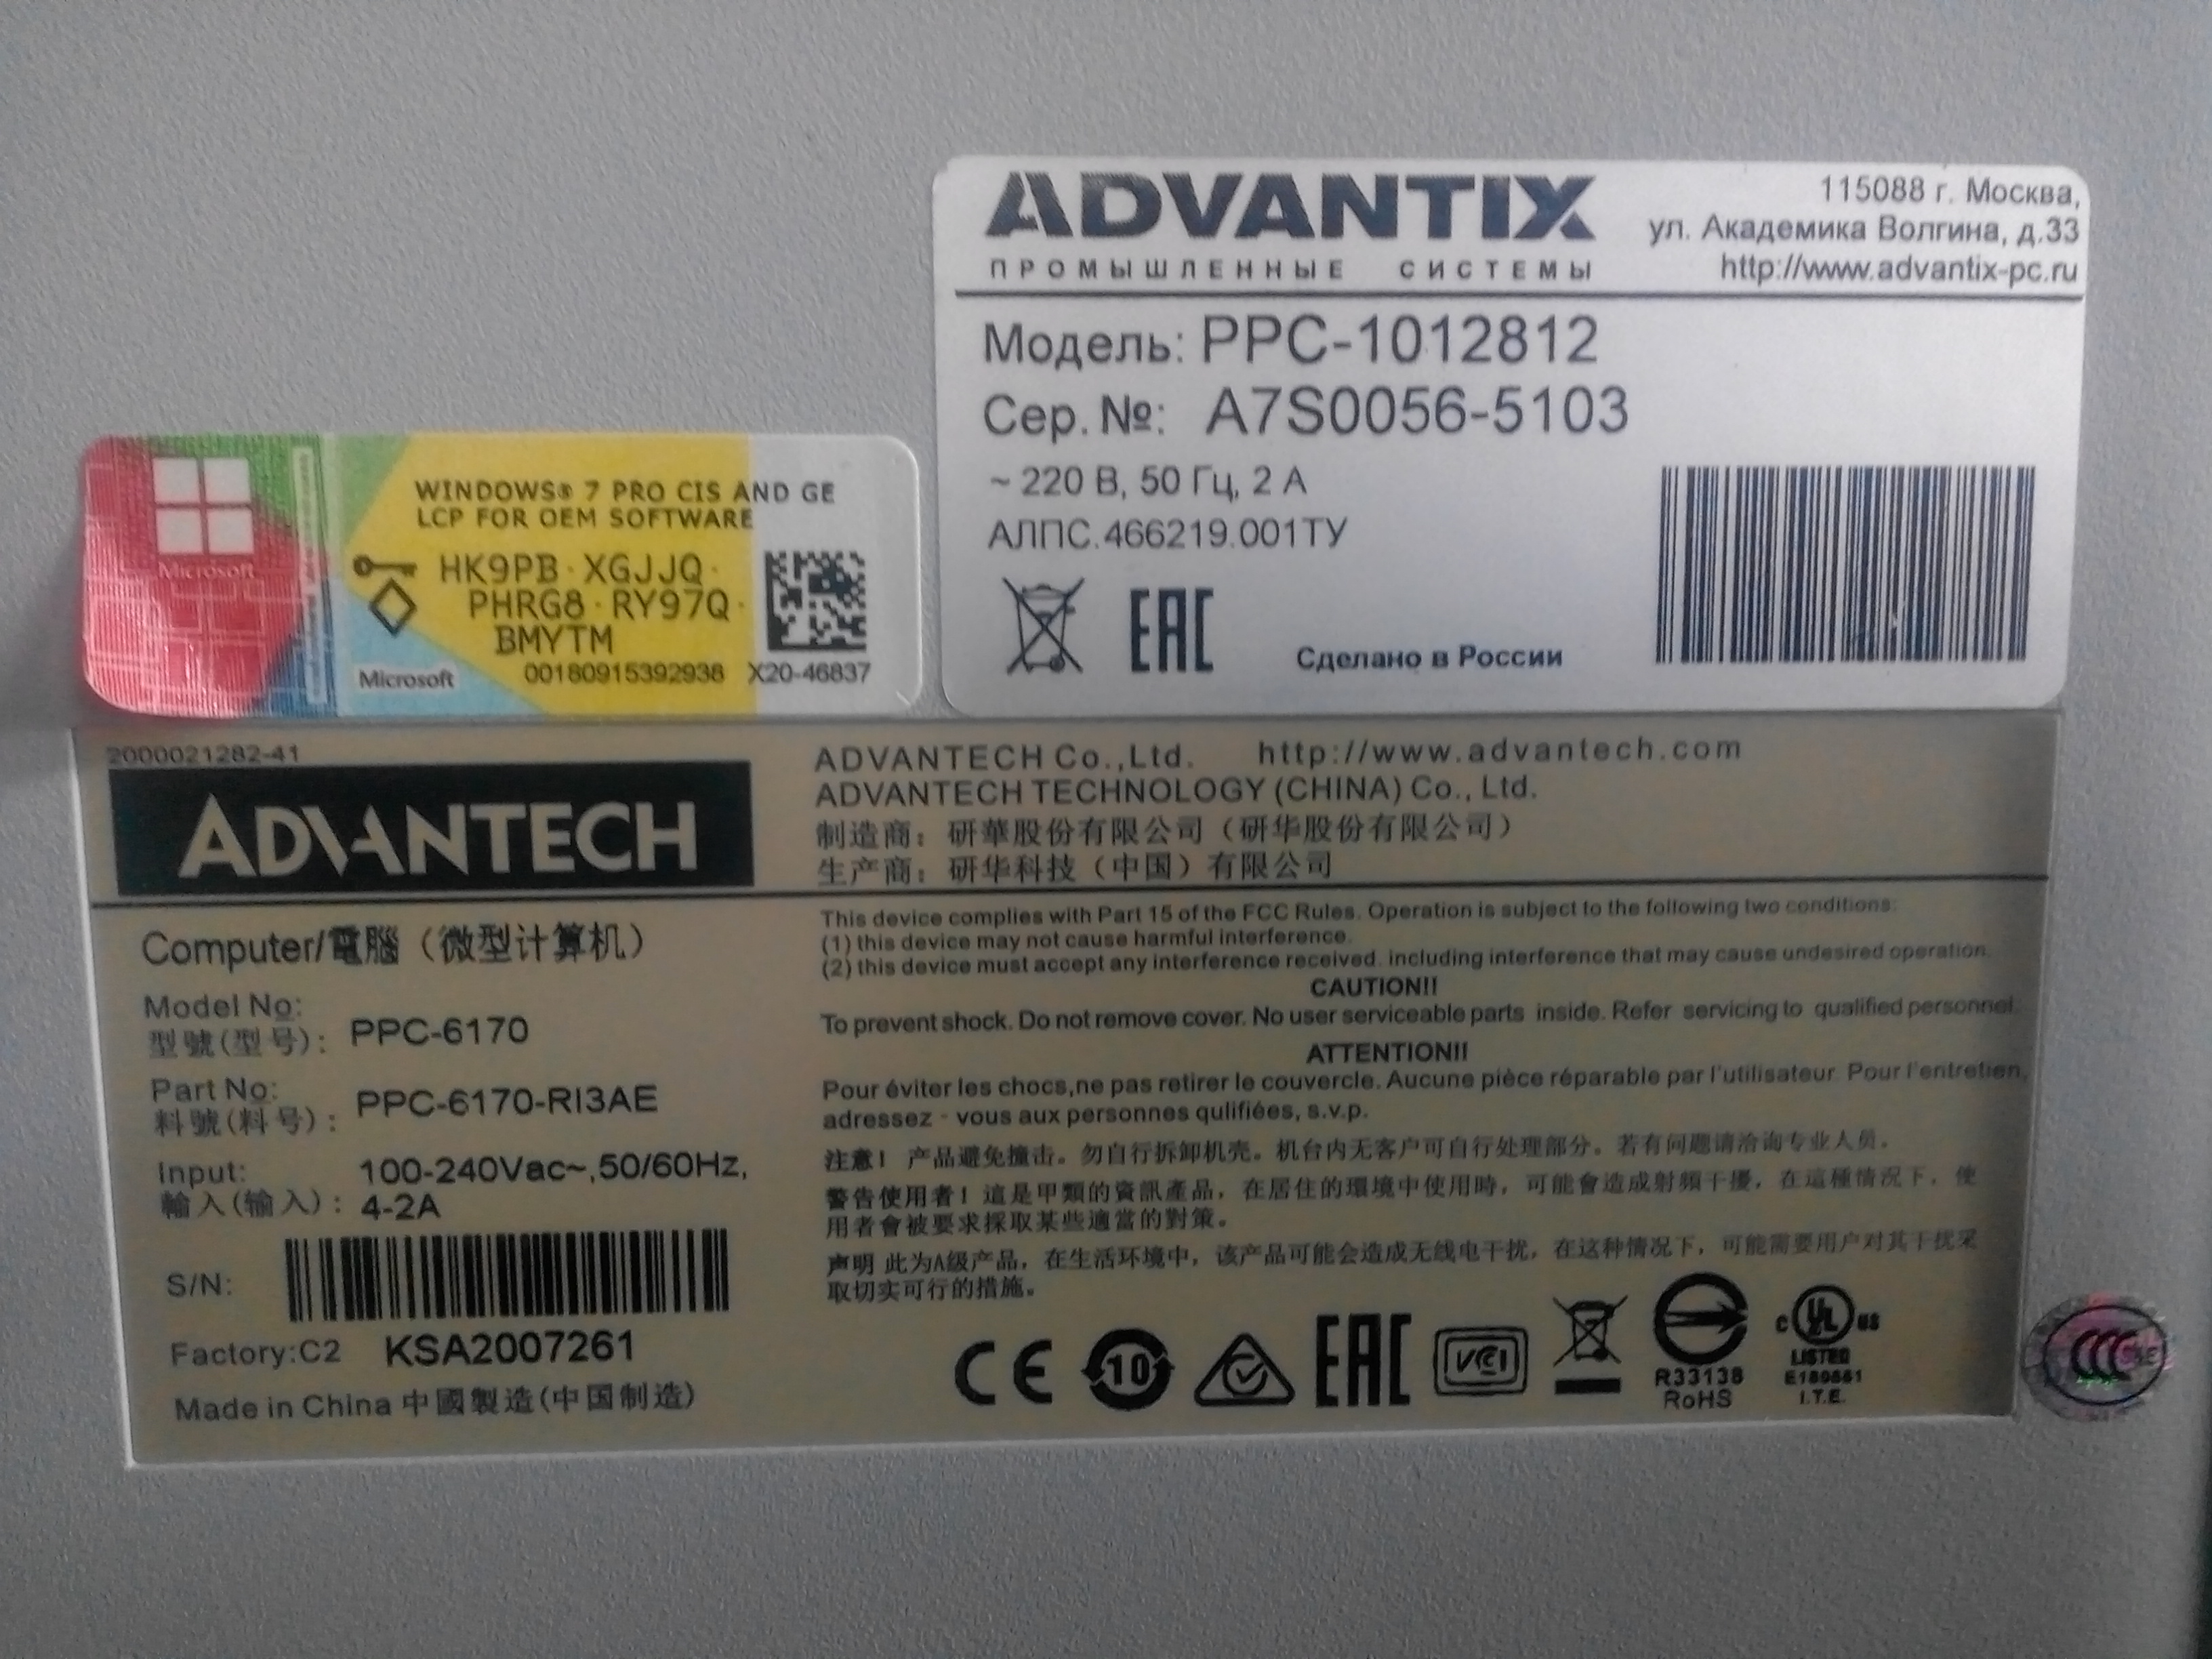 ADVANTIX
ПРОМЫШЛЕННЫЕ СИСТЕМЫ
115088 г. Москва,
ул. Академика Волгина, д.33
http://www.advantix-pc.ru
Модель: PPC-1012812
Сер. №: A7S0056-5103
~ 220 В, 50 Гц, 2 А
АЛПС.466219.001ТУ
EAC
Сделано в России
Microsoft
WINDOWS® 7 PRO CIS AND GE
LCP FOR OEM SOFTWARE
HK9PB · XGJJQ ·
PHRG8 · RY97Q ·
BMYTM
Microsoft
00180915392938 X20-46837
2000021282-41
ADVANTECH
ADVANTECH Co.,Ltd. http://www.advantech.com
ADVANTECH TECHNOLOGY (CHINA) Co., Ltd.
制造商：研華股份有限公司（研华股份有限公司）
生产商：研华科技（中国）有限公司
Computer/電腦（微型计算机）
Model No:
型號(型号)： PPC-6170
Part No:
料號(料号)： PPC-6170-RI3AE
Input: 100-240Vac~,50/60Hz,
輸入(输入)： 4-2A
S/N:
Factory:C2 KSA2007261
Made in China 中國製造(中国制造)
This device complies with Part 15 of the FCC Rules. Operation is subject to the following two conditions:
(1) this device may not cause harmful interference.
(2) this device must accept any interference received. including interference that may cause undesired operation.
CAUTION!!
To prevent shock. Do not remove cover. No user serviceable parts inside. Refer servicing to qualified personnel.
ATTENTION!!
Pour éviter les chocs,ne pas retirer le couvercle. Aucune pièce réparable par l'utilisateur. Pour l'entretien,
adressez - vous aux personnes qulifiées, s.v.p.
注意！产品避免撞击。勿自行拆卸机壳。机台内无客户可自行处理部分。若有问题请洽询专业人员。
警告使用者！這是甲類的資訊產品，在居住的環境中使用時，可能會造成射頻干擾，在這種情況下，使
用者會被要求採取某些適當的對策。
声明 此为A级产品，在生活环境中，该产品可能会造成无线电干扰，在这种情况下，可能需要用户对其干扰采
取切实可行的措施。
CE
10
EAC
VCI
R33138
RoHS
c UL us
LISTED
E180881
I.T.E.
CCC